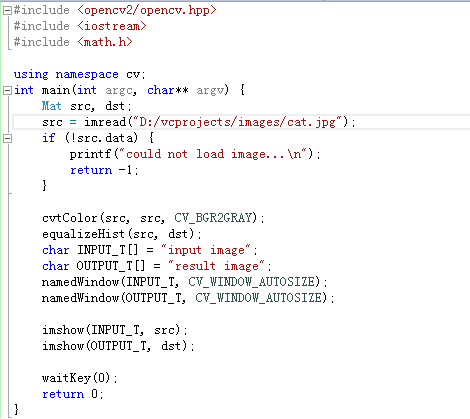 #include <opencv2/opencv.hpp>
#include <iostream>
#include <math.h>

using namespace cv;
int main(int argc, char** argv) {
    Mat src, dst;
    src = imread("D:/vcprojects/images/cat.jpg");
    if (!src.data) {
        printf("could not load image...\n");
        return -1;
    }

    cvtColor(src, src, CV_BGR2GRAY);
    equalizeHist(src, dst);
    char INPUT_T[] = "input image";
    char OUTPUT_T[] = "result image";
    namedWindow(INPUT_T, CV_WINDOW_AUTOSIZE);
    namedWindow(OUTPUT_T, CV_WINDOW_AUTOSIZE);

    imshow(INPUT_T, src);
    imshow(OUTPUT_T, dst);

    waitKey(0);
    return 0;
}